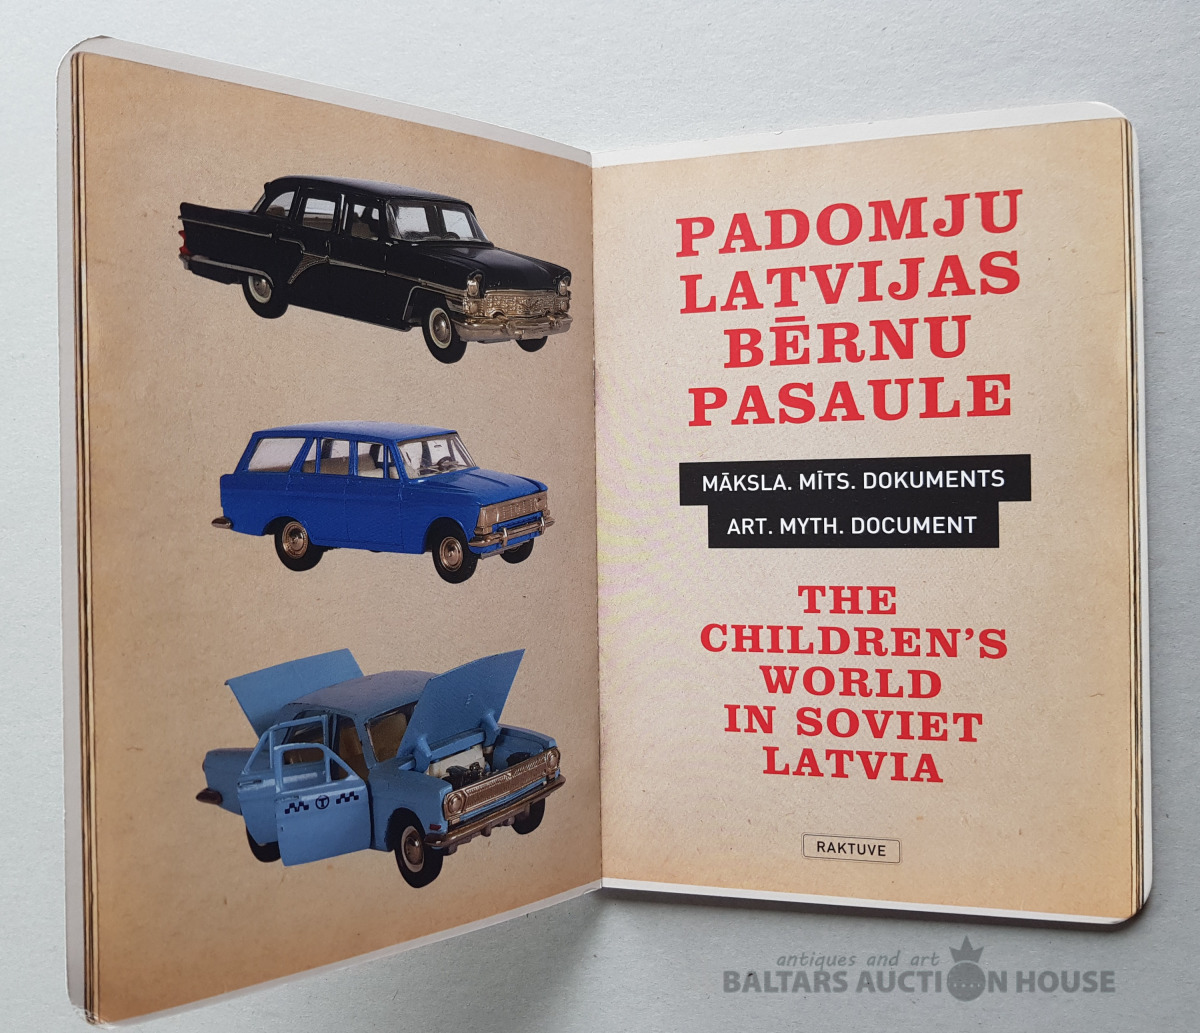 PADOMJU
LATVIJAS
BĒRNU
PASAULE
MĀKSLA. MĪTS. DOKUMENTS
ART. MYTH. DOCUMENT
THE
CHILDREN'S
WORLD
IN SOVIET
LATVIA
RAKTUVE
T
antiques and art
BALTARS AUCTION HOUSE